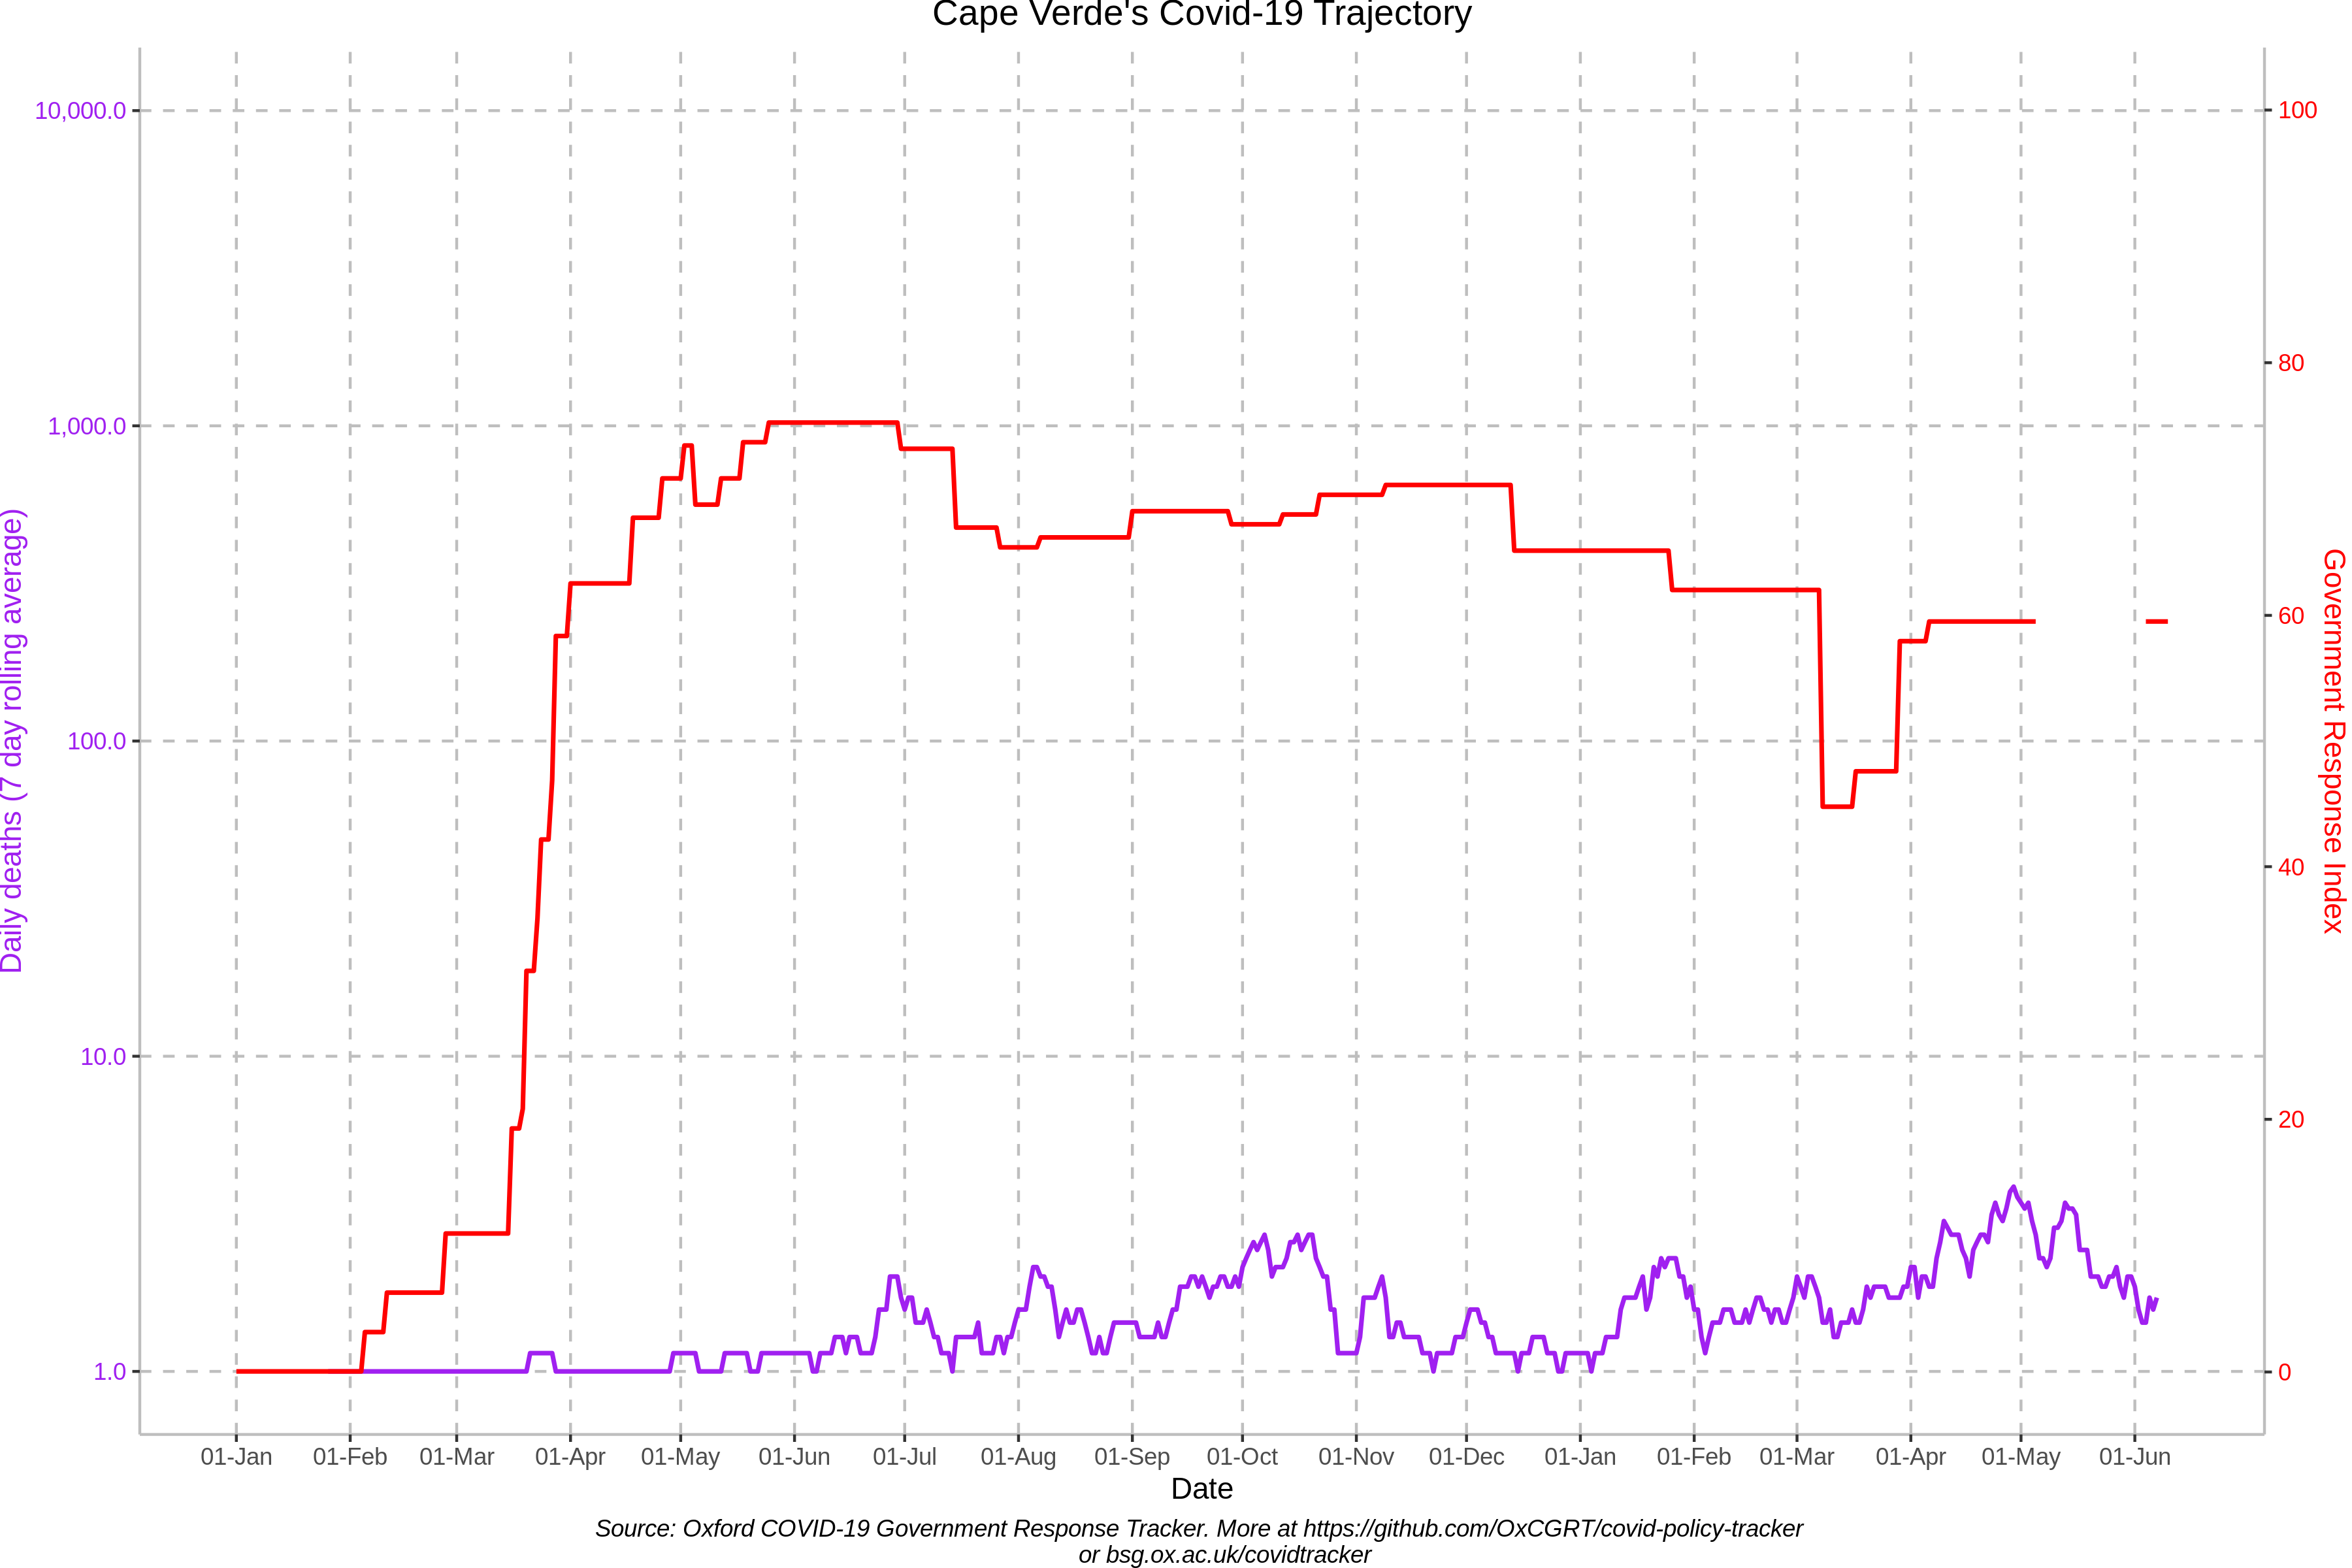 Cape Verde's Covid-19 Trajectory
10,000.0
1,000.0
100.0
10.0
1.0
Daily deaths (7 day rolling average)
100
80
60
40
20
0
Government Response Index
01-Jan 01-Feb 01-Mar 01-Apr 01-May 01-Jun 01-Jul 01-Aug 01-Sep 01-Oct 01-Nov 01-Dec 01-Jan 01-Feb 01-Mar 01-Apr 01-May 01-Jun
Date
Source: Oxford COVID-19 Government Response Tracker. More at https://github.com/OxCGRT/covid-policy-tracker
or bsg.ox.ac.uk/covidtracker